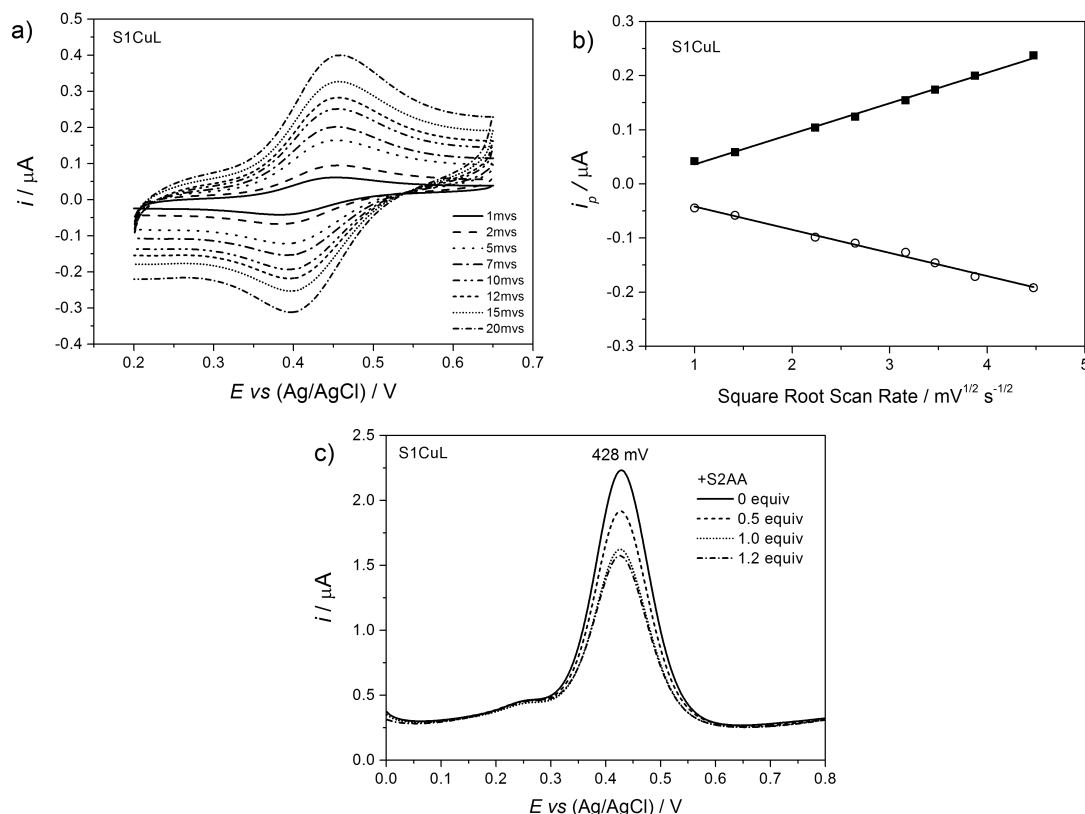 a)
S1CuL
0.5
0.4
0.3
0.2
0.1
0.0
-0.1
-0.2
-0.3
-0.4
i / μA
0.2 0.3 0.4 0.5 0.6 0.7
E vs (Ag/AgCl) / V
1mvs
2mvs
5mvs
7mvs
10mvs
12mvs
15mvs
20mvs
b)
S1CuL
0.3
0.2
0.1
0.0
-0.1
-0.2
-0.3
i_p / μA
1 2 3 4 5
Square Root Scan Rate / mV^1/2 s^-1/2
c)
S1CuL
428 mV
+S2AA
0 equiv
0.5 equiv
1.0 equiv
1.2 equiv
2.5
2.0
1.5
1.0
0.5
0.0
i / μA
0.0 0.1 0.2 0.3 0.4 0.5 0.6 0.7 0.8
E vs (Ag/AgCl) / V